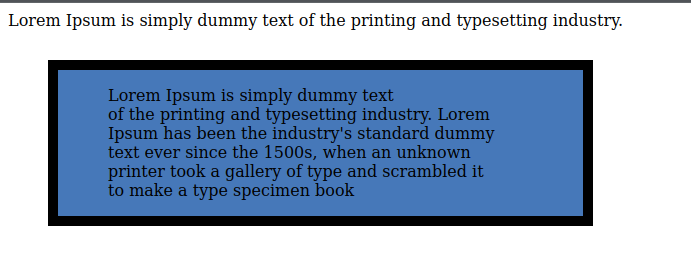 Lorem Ipsum is simply dummy text of the printing and typesetting industry.
Lorem Ipsum is simply dummy text
of the printing and typesetting industry. Lorem
Ipsum has been the industry's standard dummy
text ever since the 1500s, when an unknown
printer took a gallery of type and scrambled it
to make a type specimen book